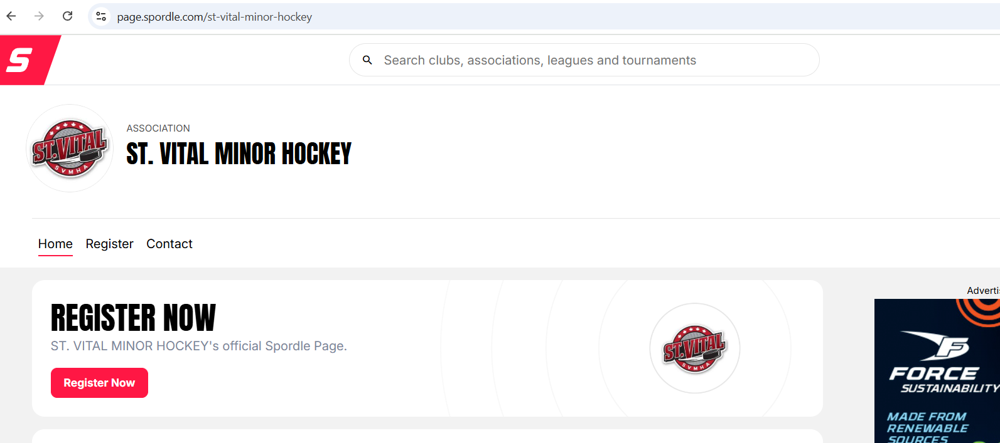 page.spordle.com/st-vital-minor-hockey
S
Search clubs, associations, leagues and tournaments
ST.VITAL
SVMHA
ASSOCIATION
ST. VITAL MINOR HOCKEY
Home Register Contact
REGISTER NOW
ST. VITAL MINOR HOCKEY's official Spordle Page.
Register Now
ST.VITAL
SVMHA
Adverti
F
FORCE
SUSTAINABILITY
MADE FROM
RENEWABLE
SOURCES